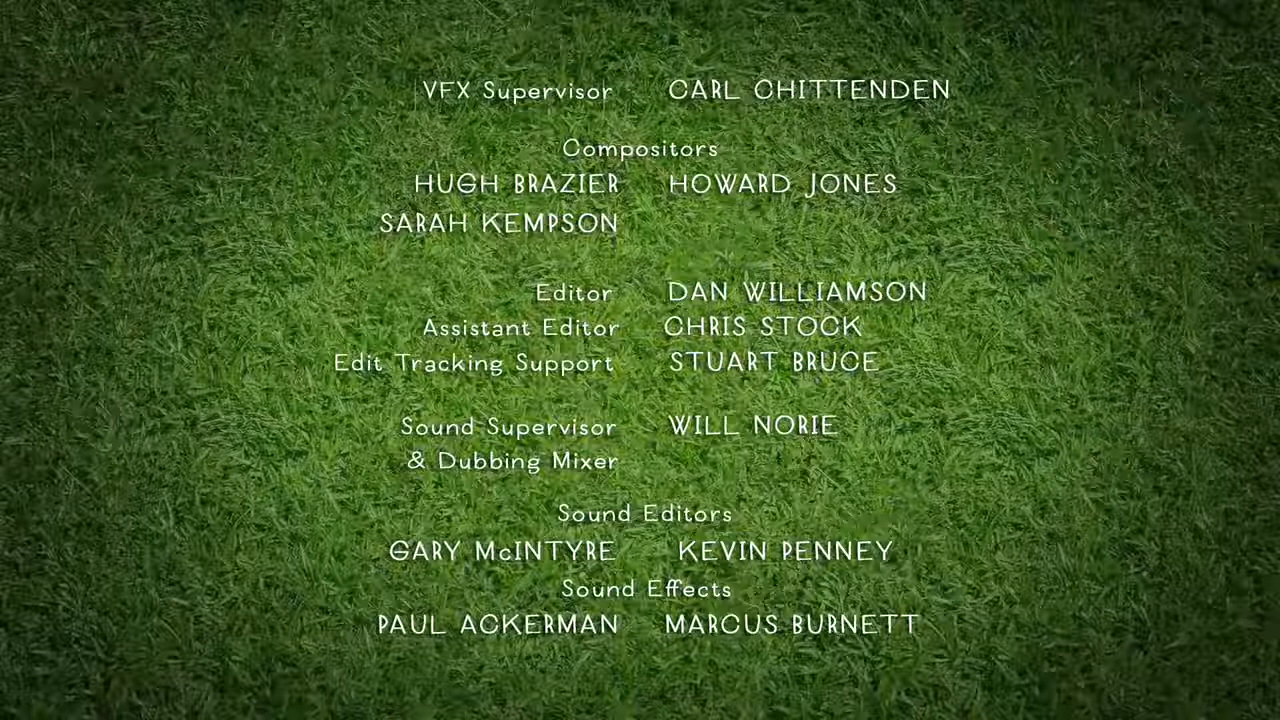 VFX Supervisor CARL CHITTENDEN
Compositors
HUGH BRAZIER HOWARD JONES
SARAH KEMPSON
Editor DAN WILLIAMSON
Assistant Editor CHRIS STOCK
Edit Tracking Support STUART BRUCE
Sound Supervisor WILL NORIE
& Dubbing Mixer
Sound Editors
GARY McINTYRE KEVIN PENNEY
Sound Effects
PAUL ACKERMAN MARCUS BURNETT